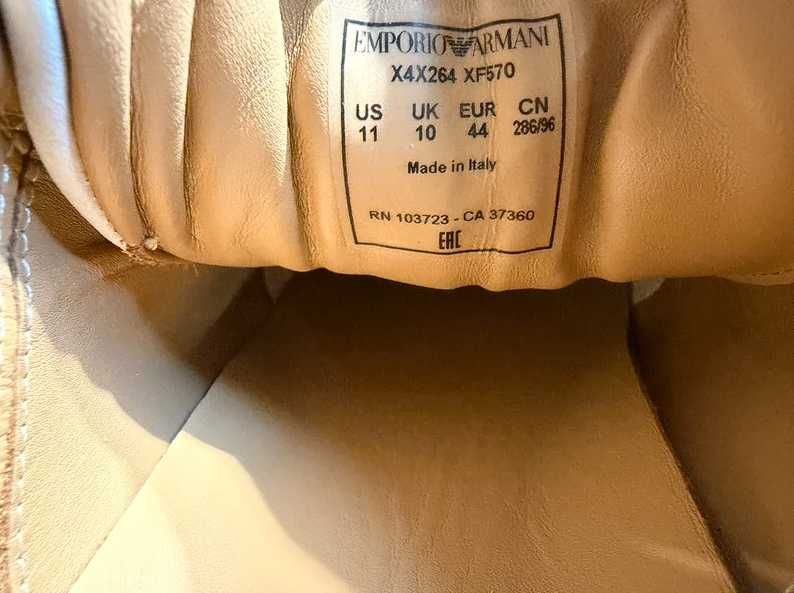 EMPORIO ARMANI
X4X264 XF570
US UK EUR CN
11 10 44 286/96
Made in Italy
RN 103723 - CA 37360
EAC